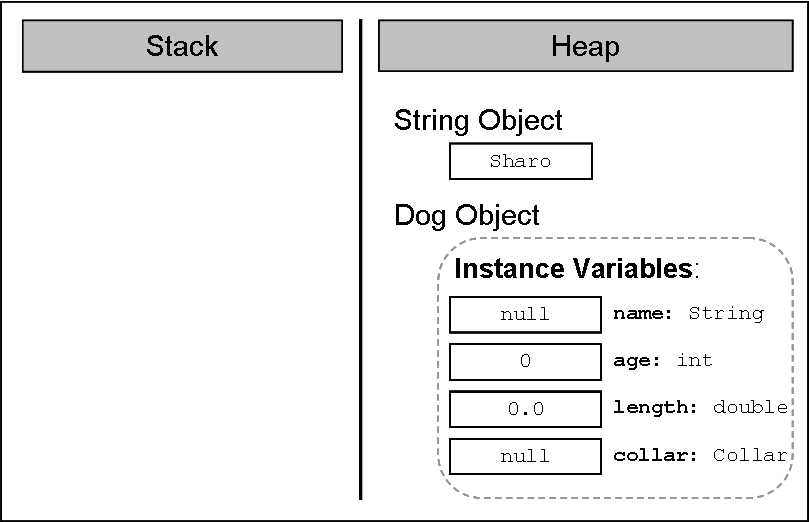 Stack
Heap
String Object
Sharo
Dog Object
Instance Variables:
null name: String
0 age: int
0.0 length: double
null collar: Collar